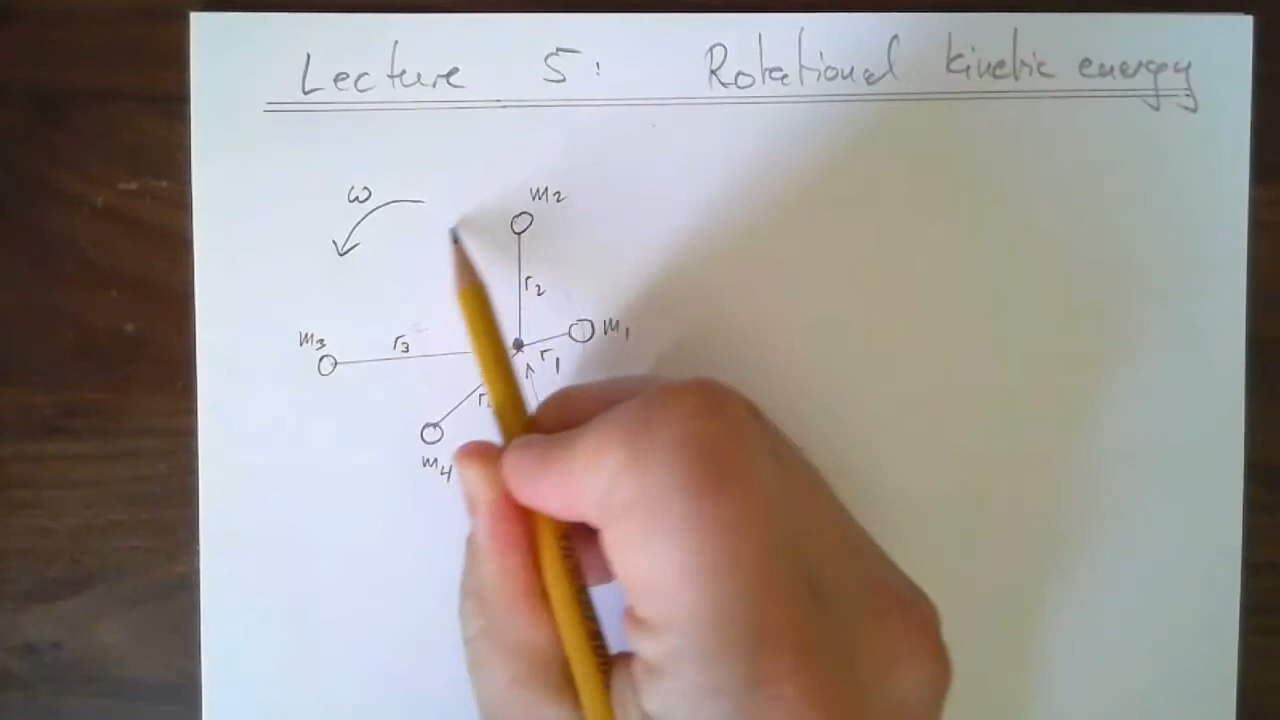 Lecture 5: Rotational kinetic energy
ω
m2
r2
m3
r3
m1
r1
m4